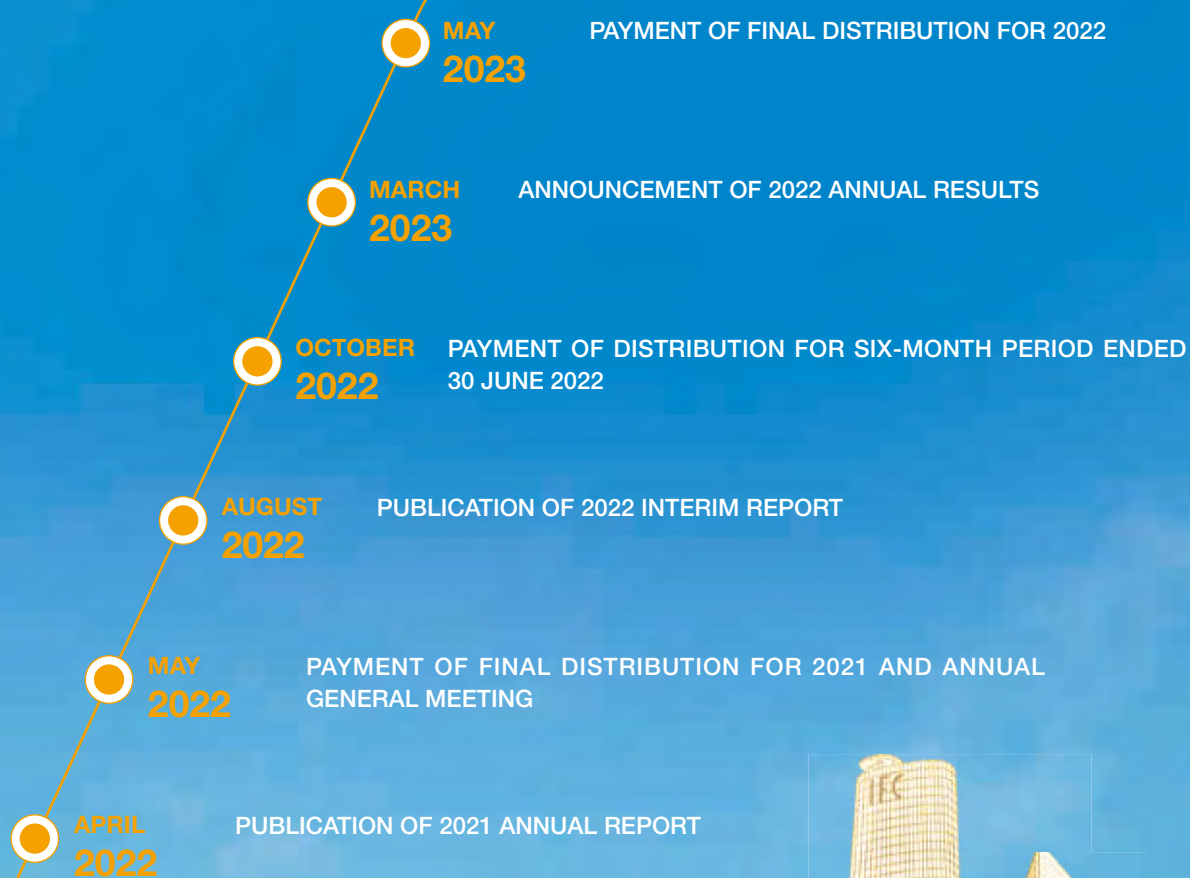 MAY
2023
PAYMENT OF FINAL DISTRIBUTION FOR 2022
MARCH
2023
ANNOUNCEMENT OF 2022 ANNUAL RESULTS
OCTOBER
2022
PAYMENT OF DISTRIBUTION FOR SIX-MONTH PERIOD ENDED
30 JUNE 2022
AUGUST
2022
PUBLICATION OF 2022 INTERIM REPORT
MAY
2022
PAYMENT OF FINAL DISTRIBUTION FOR 2021 AND ANNUAL
GENERAL MEETING
APRIL
2022
PUBLICATION OF 2021 ANNUAL REPORT
IFC